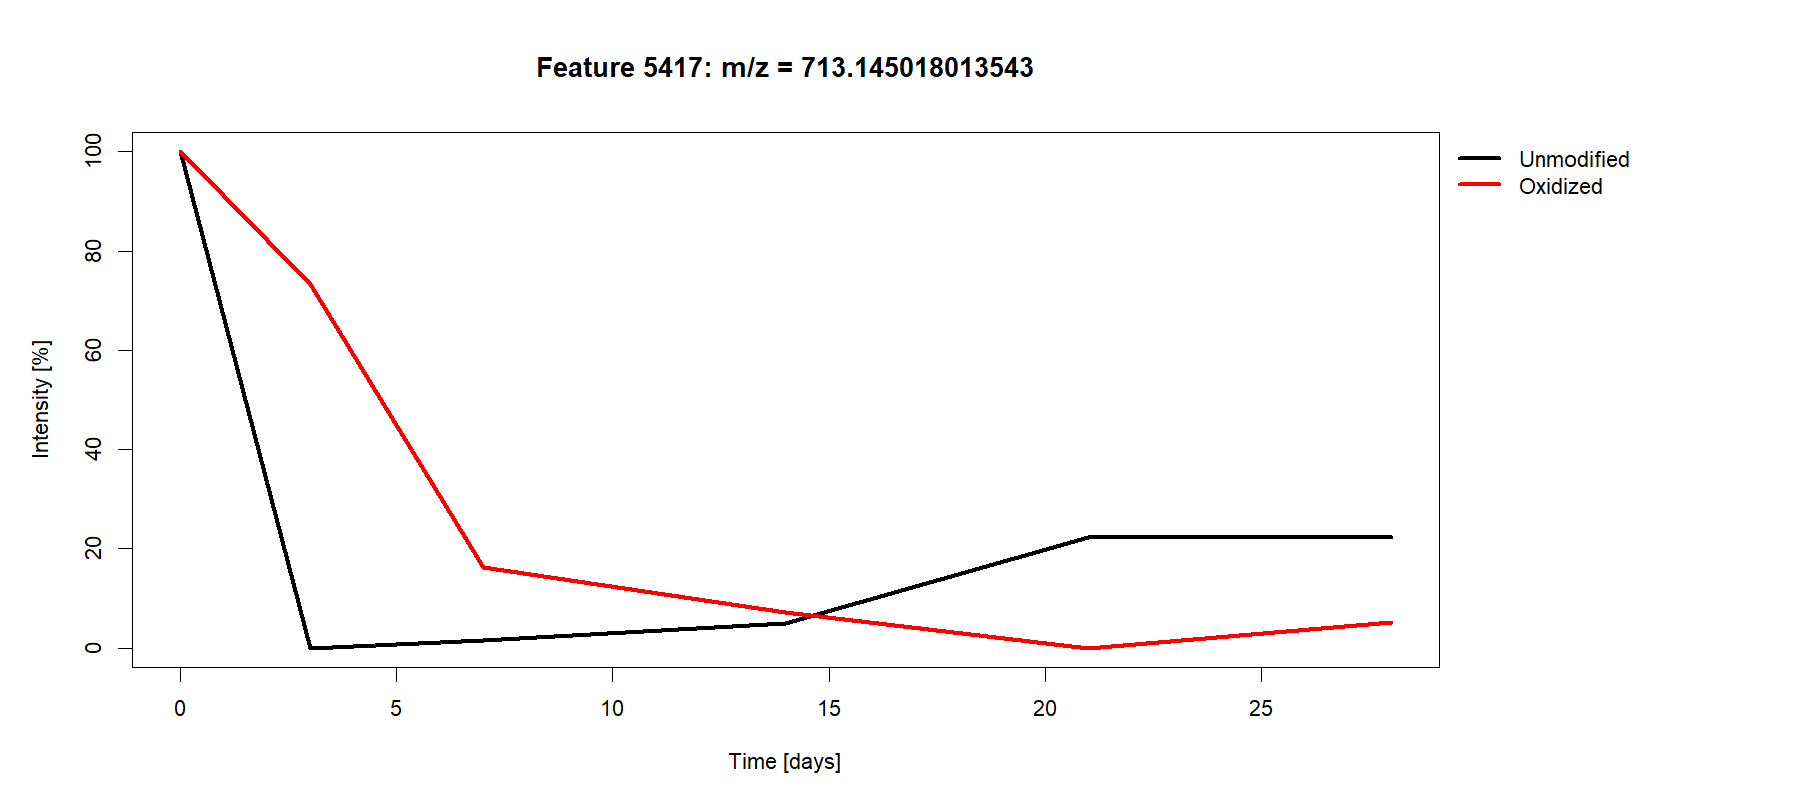 Feature 5417: m/z = 713.145018013543
Unmodified
Oxidized
Intensity [%]
100
80
60
40
20
0
0 5 10 15 20 25
Time [days]